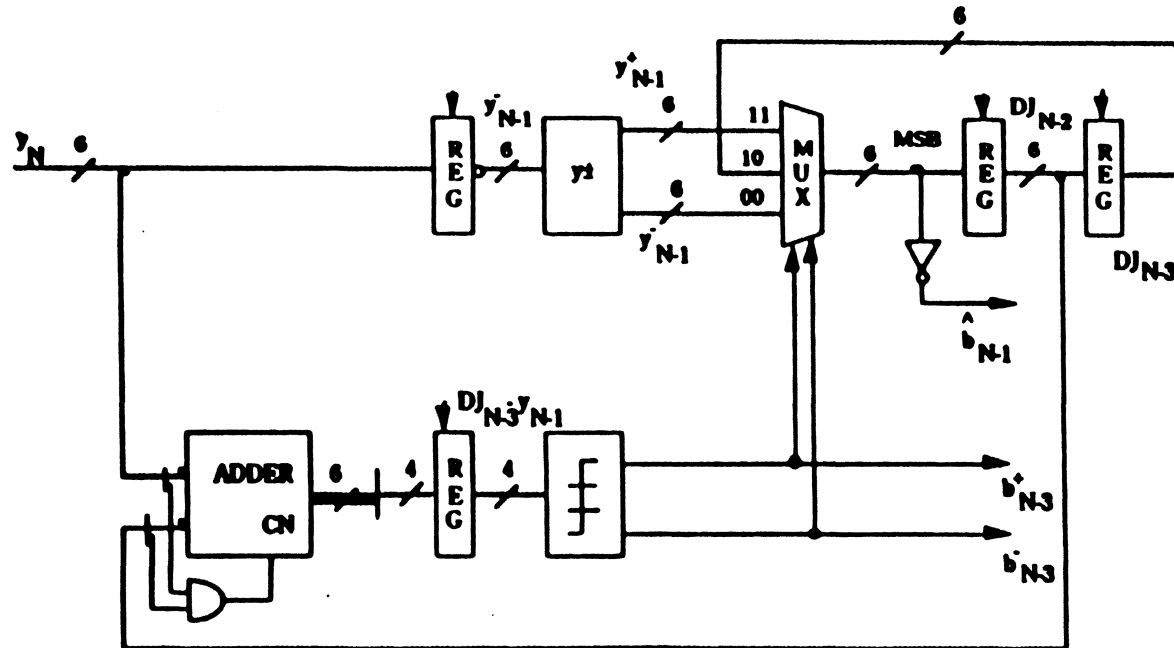 6
y+N-1
y-N-1
6
11
MSB
DJN-2
yN
6
REG
6
y±
10
MUX
6
REG
6
REG
6
00
y-N-1
DJN-3
^bN-1
DJN-3-yN-1
ADDER
6
4
REG
4
CN
b+N-3
b-N-3